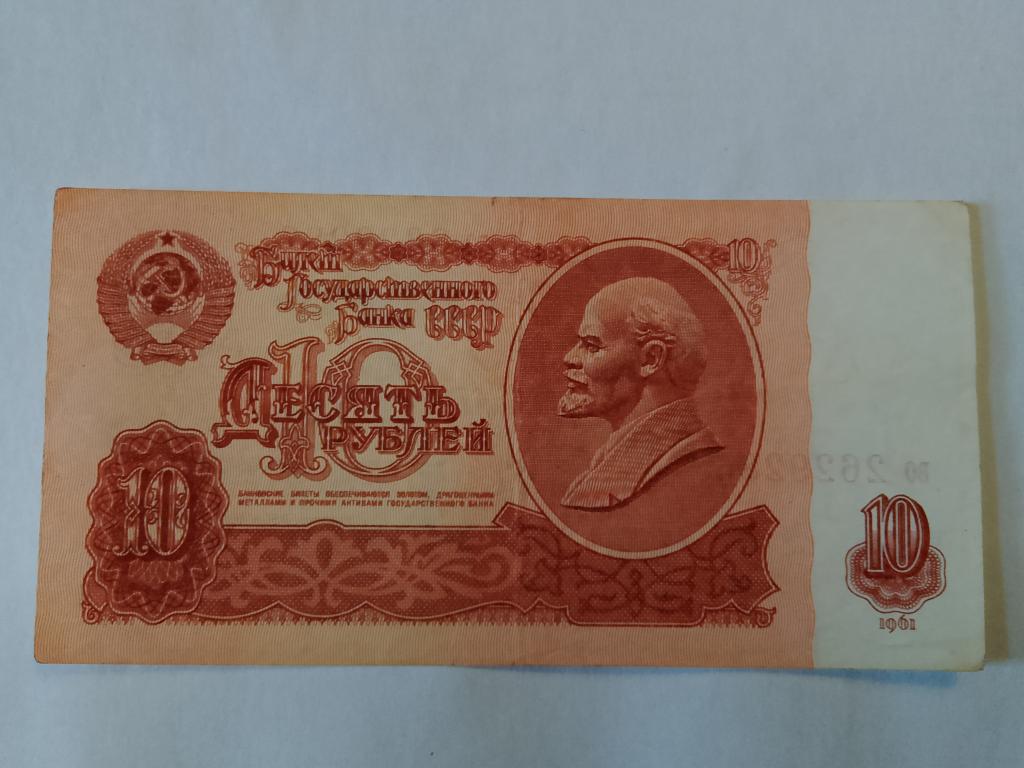 Билет
Государственного
Банка СССР
10
10
Десять
рублей
БАНКОВСКИЕ БИЛЕТЫ ОБЕСПЕЧИВАЮТСЯ ЗОЛОТОМ, ДРАГОЦЕННЫМИ
МЕТАЛЛАМИ И ПРОЧИМИ АКТИВАМИ ГОСУДАРСТВЕННОГО БАНКА
10
10
1961